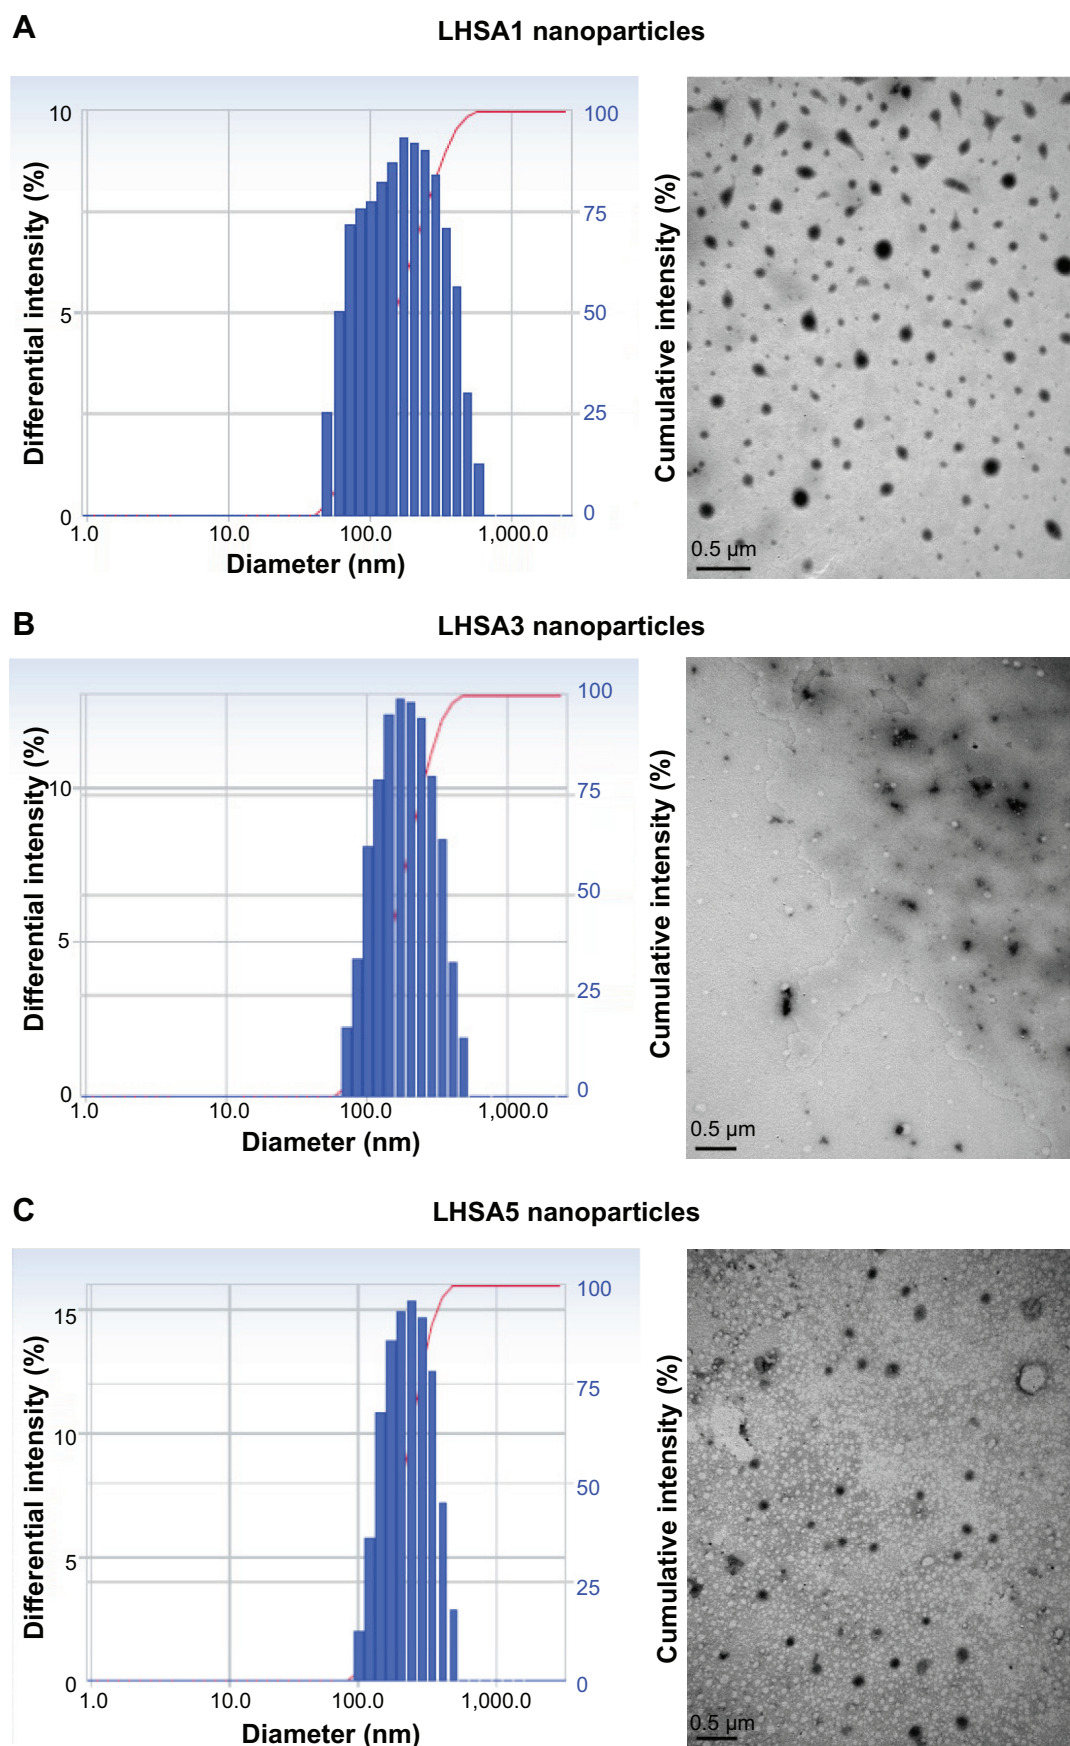 A
LHSA1 nanoparticles
Differential intensity (%)
10
5
0
100
75
50
25
0
Cumulative intensity (%)
1.0 10.0 100.0 1,000.0
Diameter (nm)
0.5 µm
B
LHSA3 nanoparticles
Differential intensity (%)
10
5
0
100
75
50
25
0
Cumulative intensity (%)
1.0 10.0 100.0 1,000.0
Diameter (nm)
0.5 µm
C
LHSA5 nanoparticles
Differential intensity (%)
15
10
5
0
100
75
50
25
0
Cumulative intensity (%)
1.0 10.0 100.0 1,000.0
Diameter (nm)
0.5 µm